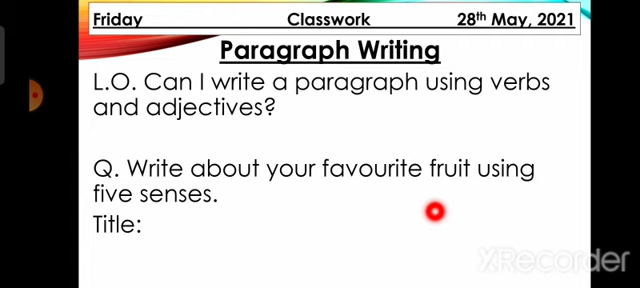 Friday Classwork 28th May, 2021
Paragraph Writing
L.O. Can I write a paragraph using verbs
and adjectives?
Q. Write about your favourite fruit using
five senses.
Title:
XRecorder